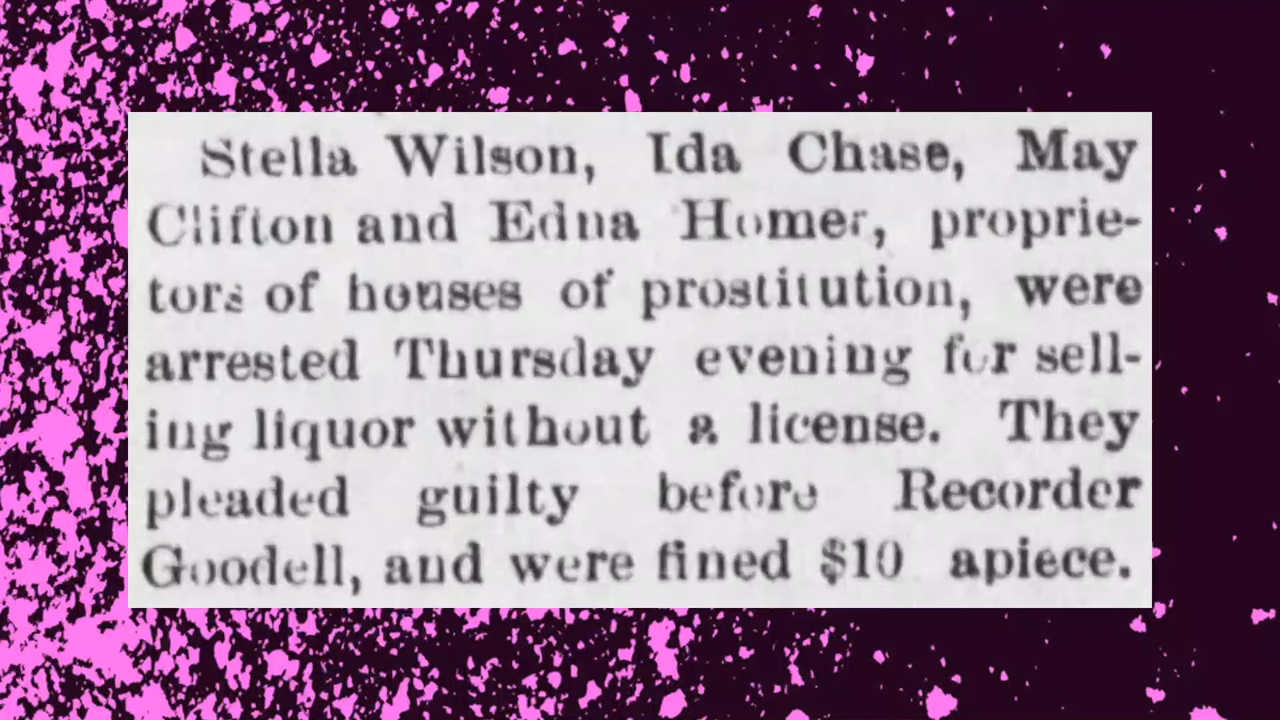 Stella Wilson, Ida Chase, May
Clifton and Edna Homer, proprie-
tors of houses of prostitution, were
arrested Thursday evening for sell-
ing liquor without a license. They
pleaded guilty before Recorder
Goodell, and were fined $10 apiece.